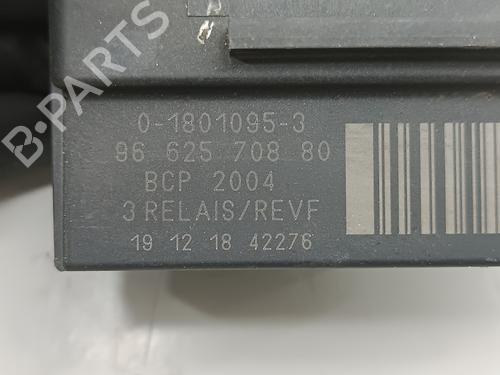 0-1801095-3
96 625 708 80
BCP 2004
3 RELAIS/REVF
19 12 18 42276
B-PARTS